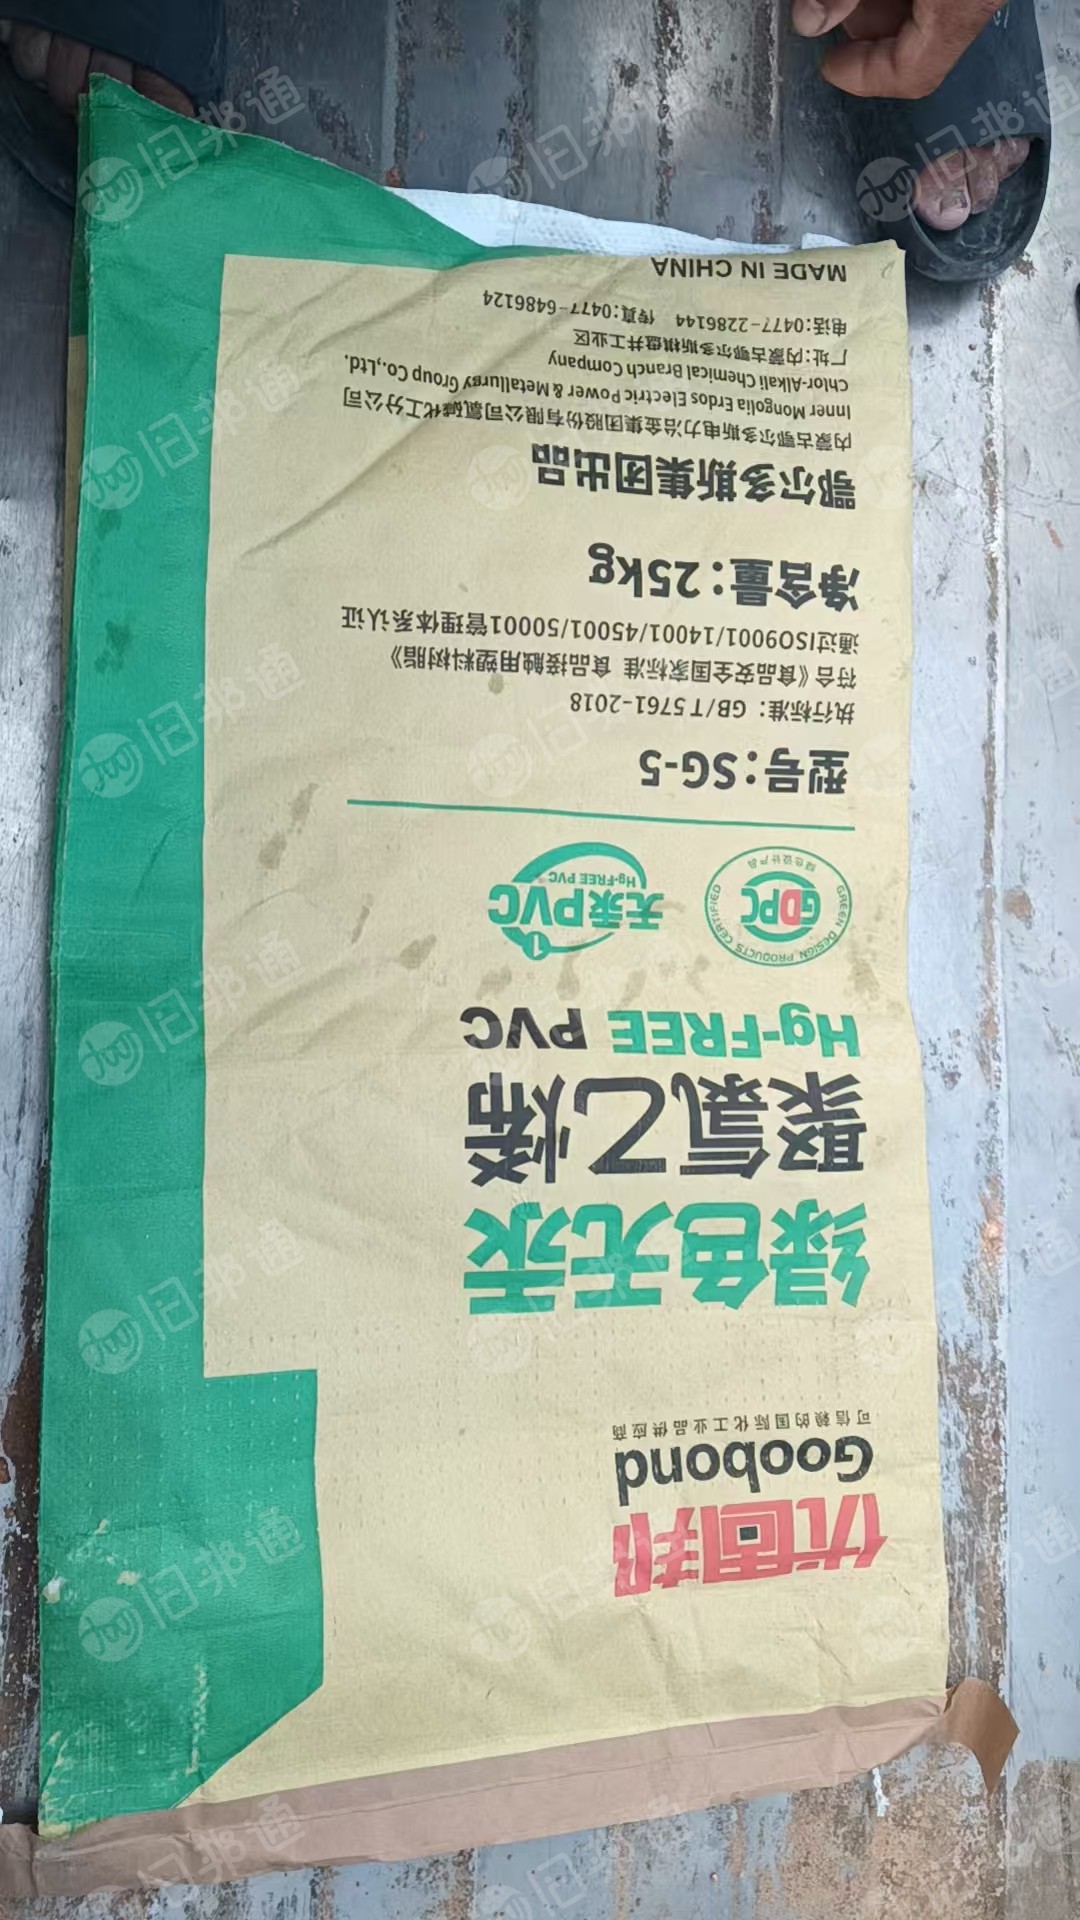 优固邦
Goobond
可信赖的国际化工业品供应商
绿色无汞
聚氯乙烯
Hg-FREE PVC
GREEN DESIGN PRODUCTS CERTIFIED
GDPC
绿色设计产品
1
无汞PVC
Hg-FREE PVC
型号:SG-5
执行标准: GB/T 5761-2018
符合《食品安全国家标准 食品接触用塑料树脂》
通过ISO9001/14001/45001/50001管理体系认证
净含量:25kg
鄂尔多斯集团出品
内蒙古鄂尔多斯电力冶金集团股份有限公司氯碱化工分公司
Inner Mongolia Erdos Electric Power & Metallurgy Group Co.,Ltd.
Chlor-Alkali Chemical Branch Company
厂址:内蒙古鄂尔多斯棋盘井工业区
电话:0477-2286144 传真:0477-6486124
MADE IN CHINA
旧邦通